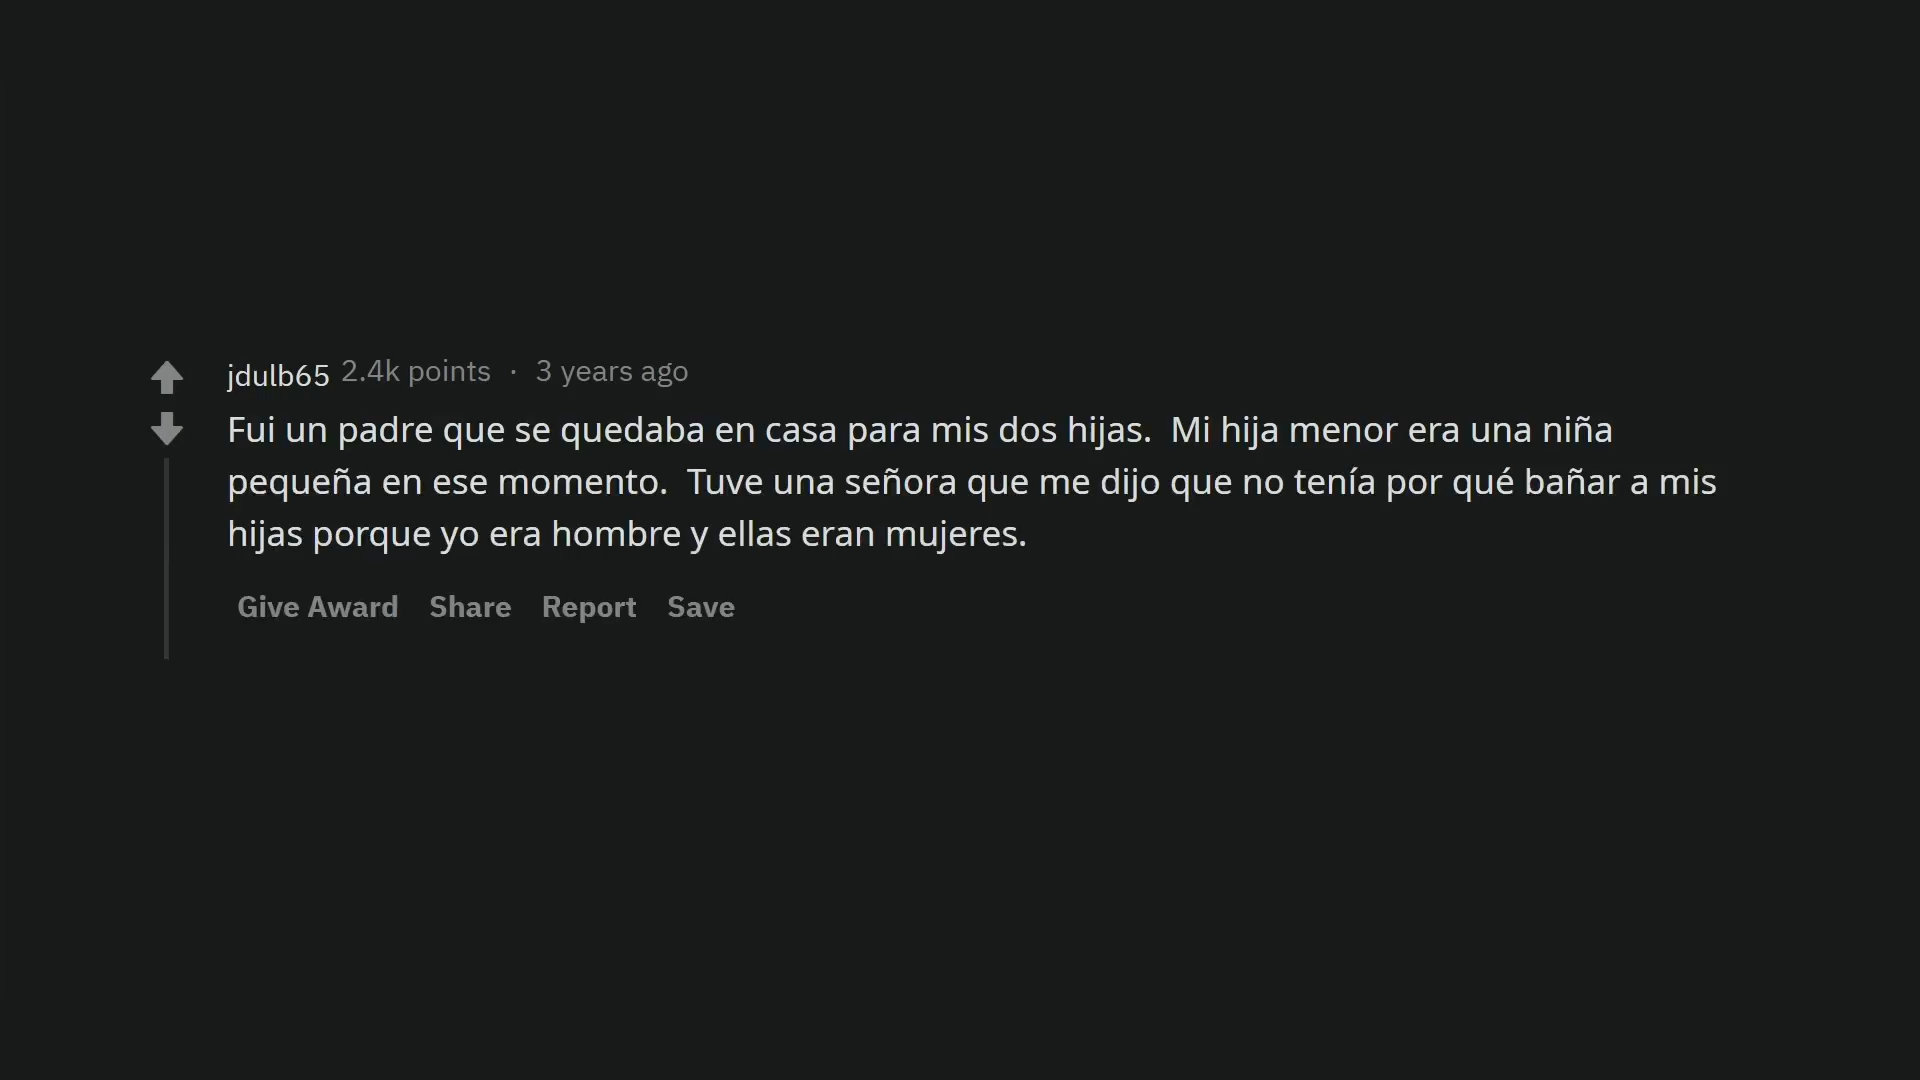 jdulb65 2.4k points · 3 years ago
Fui un padre que se quedaba en casa para mis dos hijas.  Mi hija menor era una niña
pequeña en ese momento.  Tuve una señora que me dijo que no tenía por qué bañar a mis
hijas porque yo era hombre y ellas eran mujeres.
Give Award Share Report Save